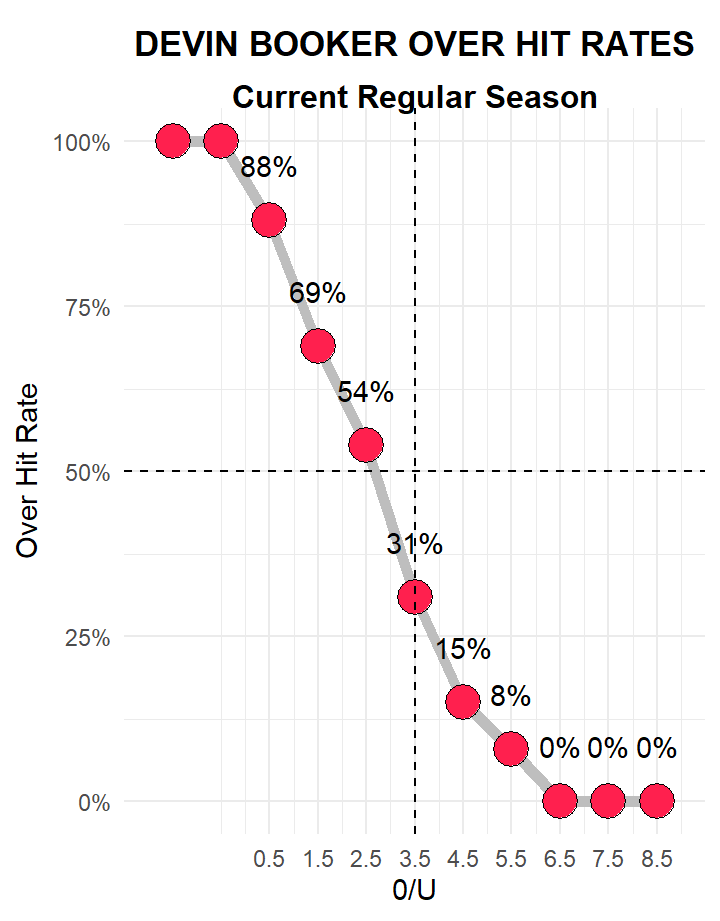 DEVIN BOOKER OVER HIT RATES
Current Regular Season
Over Hit Rate
100%
75%
50%
25%
0%
88%
69%
54%
31%
15%
8%
0% 0% 0%
0.5 1.5 2.5 3.5 4.5 5.5 6.5 7.5 8.5
0/U